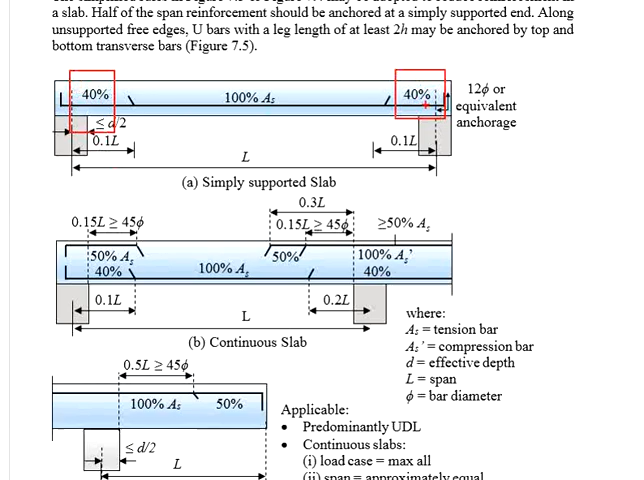 a slab. Half of the span reinforcement should be anchored at a simply supported end. Along
unsupported free edges, U bars with a leg length of at least 2h may be anchored by top and
bottom transverse bars (Figure 7.5).
40%
100% As
40%
12ϕ or
equivalent
anchorage
≤ d/2
0.1L
0.1L
L
(a) Simply supported Slab
0.3L
0.15L ≥ 45ϕ
0.15L ≥ 45ϕ
≥50% As
50% As
50%
100% As'
40%
100% As
40%
0.1L
0.2L
L
(b) Continuous Slab
where:
As = tension bar
As' = compression bar
d = effective depth
L = span
ϕ = bar diameter
0.5L ≥ 45ϕ
100% As
50%
≤ d/2
L
Applicable:
• Predominantly UDL
• Continuous slabs:
(i) load case = max all
(ii) span = approximately equal